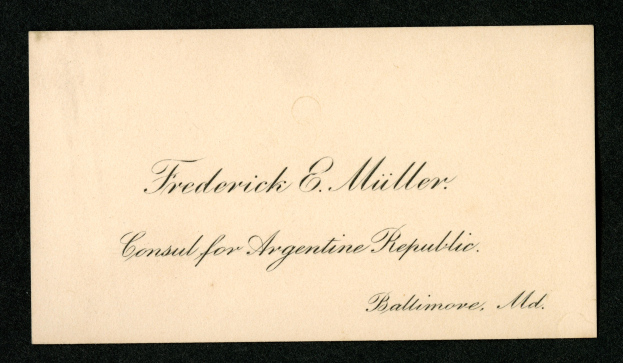 Frederick E. Müller.
Consul for Argentine Republic.
Baltimore. Md.